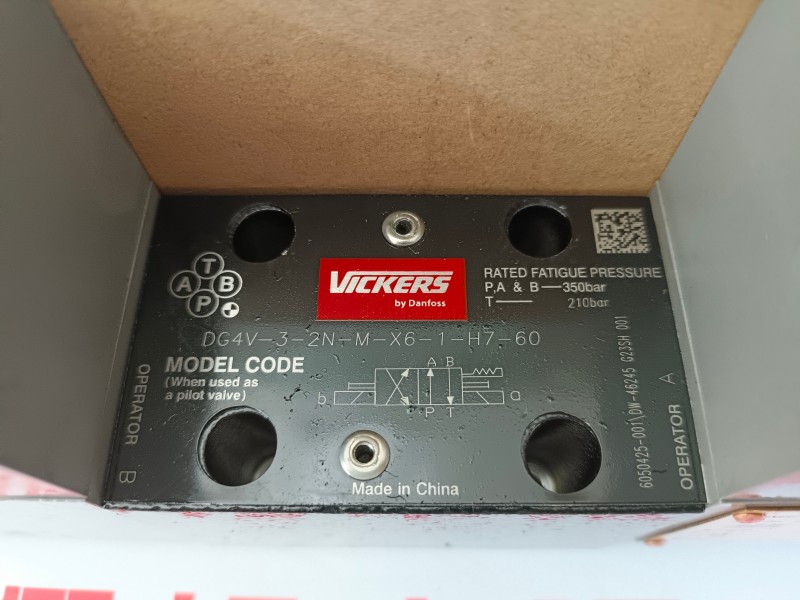 T
A B
P
VICKERS
by Danfoss
RATED FATIGUE PRESSURE
P,A & B—350bar
T— 210bar
DG4V-3-2N-M-X6-1-H7-60
MODEL CODE
(When used as
a pilot valve)
A B
b a
P T
OPERATOR B
OPERATOR A
6050425-001\DW-46245 G23SH 001
Made in China